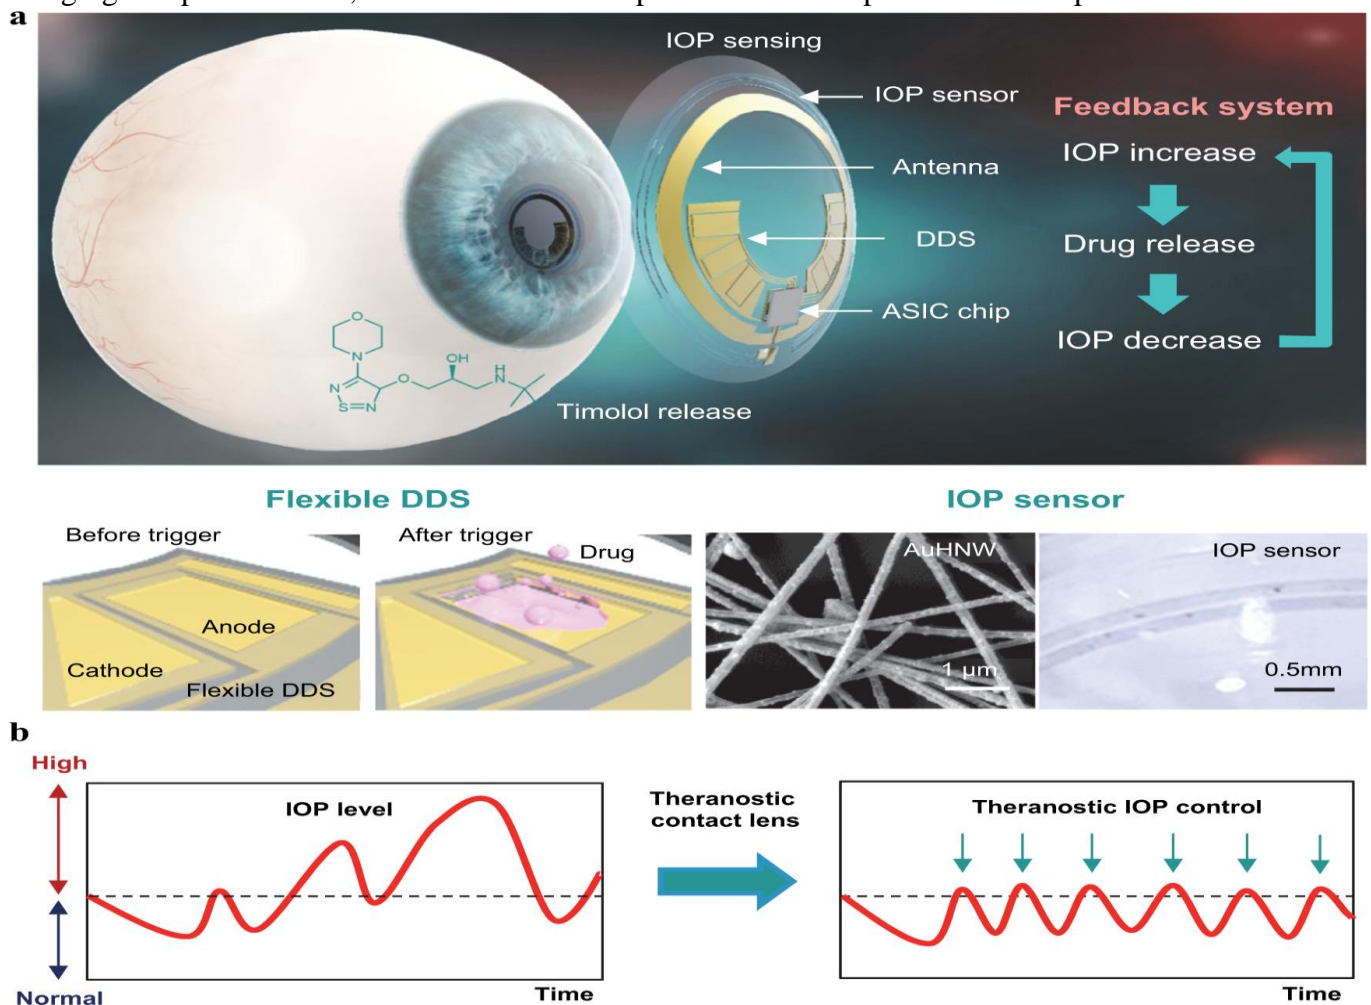 a
IOP sensing
IOP sensor
Antenna
DDS
ASIC chip
Feedback system
IOP increase
Drug release
IOP decrease
O
N
N
S=N
O
OH
H
N
Timolol release
Flexible DDS
IOP sensor
Before trigger
Anode
Cathode
Flexible DDS
After trigger
Drug
AuHNW
1 µm
IOP sensor
0.5mm
b
High
Normal
IOP level
Time
Theranostic
contact lens
Theranostic IOP control
Time